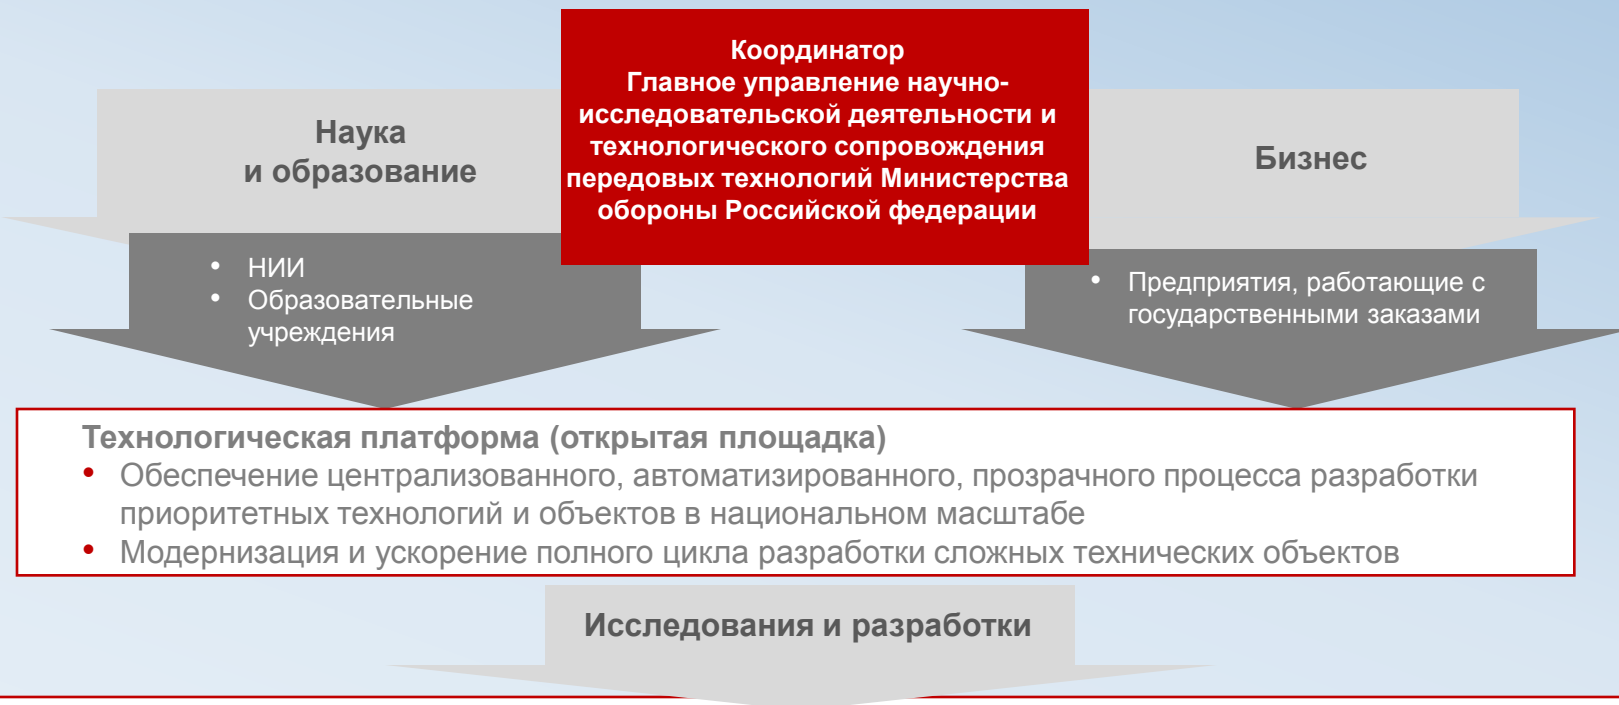 Координатор
Главное управление научно-
исследовательской деятельности и
технологического сопровождения
передовых технологий Министерства
обороны Российской федерации
Наука
и образование
Бизнес
• НИИ
• Образовательные
учреждения
• Предприятия, работающие с
государственными заказами
Технологическая платформа (открытая площадка)
• Обеспечение централизованного, автоматизированного, прозрачного процесса разработки
приоритетных технологий и объектов в национальном масштабе
• Модернизация и ускорение полного цикла разработки сложных технических объектов
Исследования и разработки